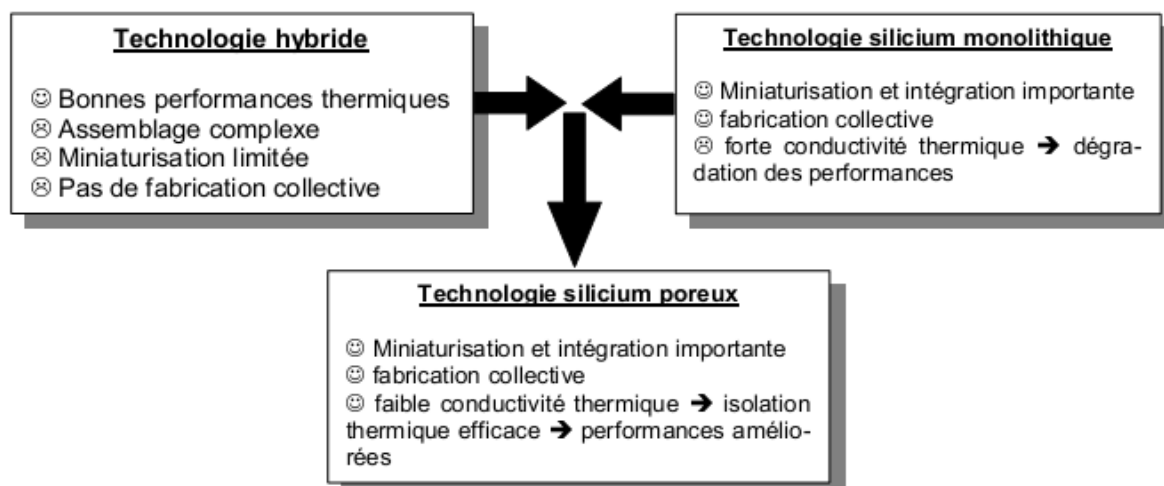 Technologie hybride
☺ Bonnes performances thermiques
☹ Assemblage complexe
☹ Miniaturisation limitée
☹ Pas de fabrication collective
Technologie silicium monolithique
☺ Miniaturisation et intégration importante
☺ fabrication collective
☹ forte conductivité thermique ➔ dégra-
dation des performances
Technologie silicium poreux
☺ Miniaturisation et intégration importante
☺ fabrication collective
☺ faible conductivité thermique ➔ isolation
thermique efficace ➔ performances amélio-
rées